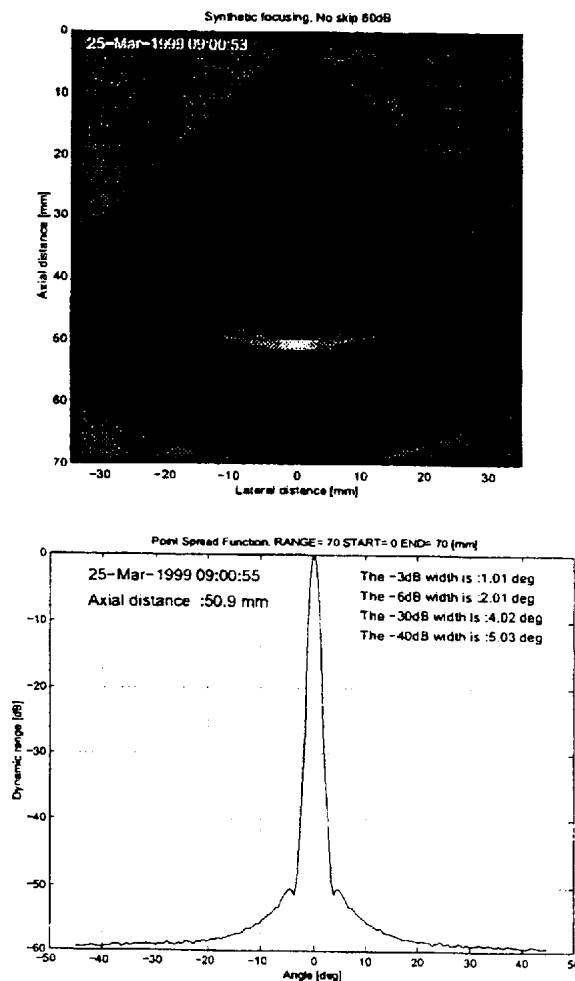 Synthetic focusing. No skip 60dB
25-Mar-1999 09:00:53
0
10
20
30
40
50
60
70
Axial distance [mm]
-30 -20 -10 0 10 20 30
Lateral distance [mm]
Point Spread Function. RANGE= 70 START= 0 END= 70 [mm]
25-Mar-1999 09:00:55
Axial distance :50.9 mm
The -3dB width is :1.01 deg
The -6dB width is :2.01 deg
The -30dB width is :4.02 deg
The -40dB width is :5.03 deg
0
-10
-20
-30
-40
-50
-60
Dynamic range [dB]
-50 -40 -30 -20 -10 0 10 20 30 40 50
Angle [deg]